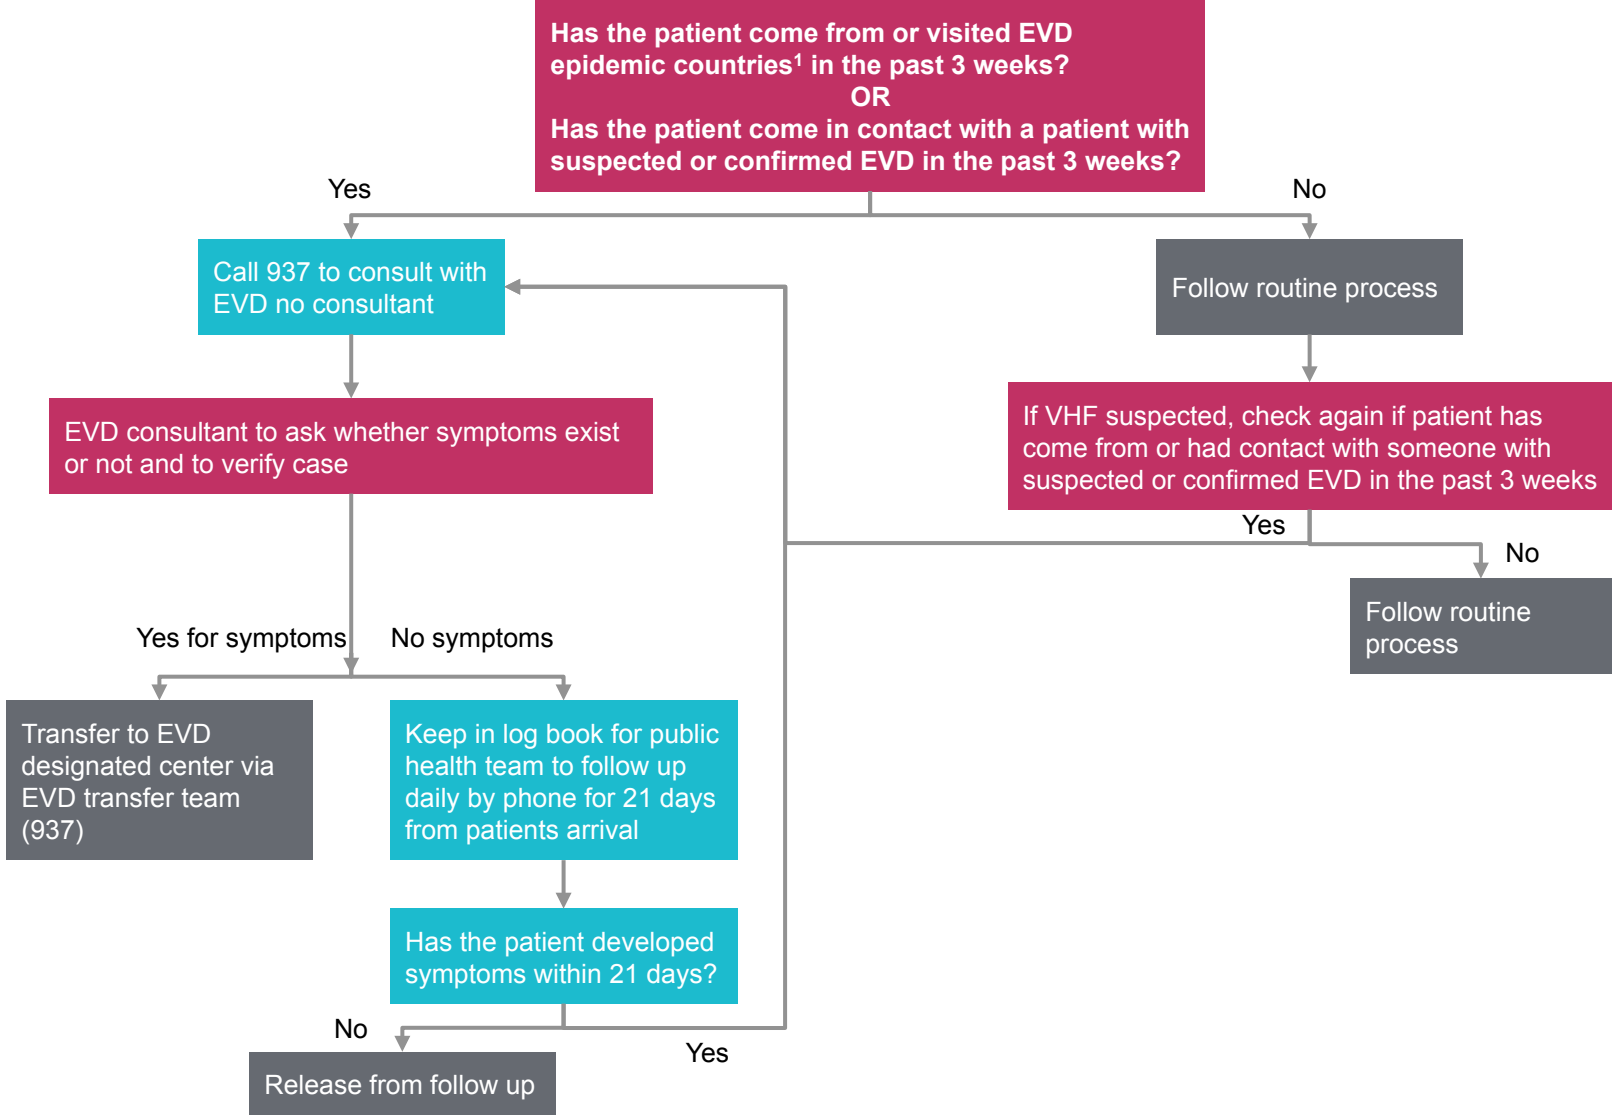 Has the patient come from or visited EVD
epidemic countries¹ in the past 3 weeks?
OR
Has the patient come in contact with a patient with
suspected or confirmed EVD in the past 3 weeks?
Yes
No
Call 937 to consult with
EVD no consultant
Follow routine process
EVD consultant to ask whether symptoms exist
or not and to verify case
If VHF suspected, check again if patient has
come from or had contact with someone with
suspected or confirmed EVD in the past 3 weeks
Yes
No
Follow routine
process
Yes for symptoms
No symptoms
Transfer to EVD
designated center via
EVD transfer team
(937)
Keep in log book for public
health team to follow up
daily by phone for 21 days
from patients arrival
Has the patient developed
symptoms within 21 days?
No
Yes
Release from follow up